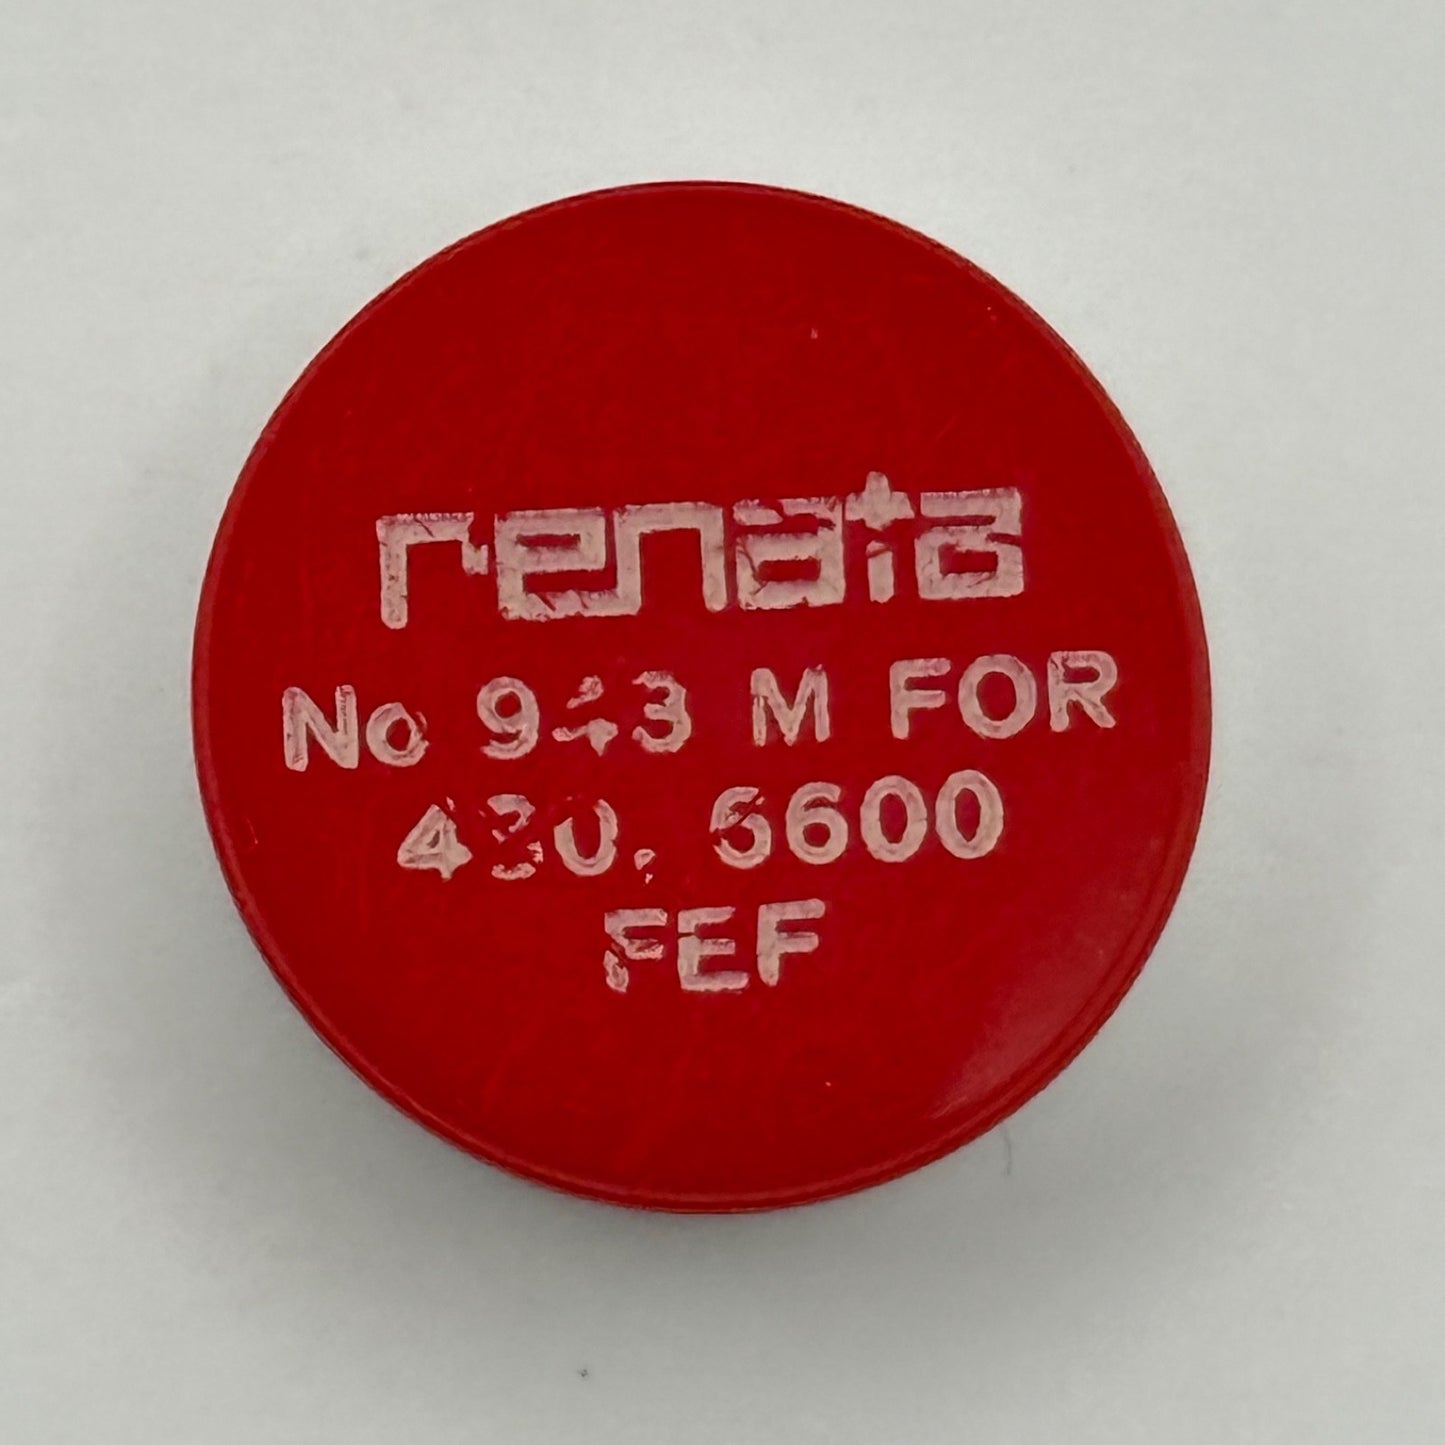 renata
No 943 M FOR
430, 6600
FEF